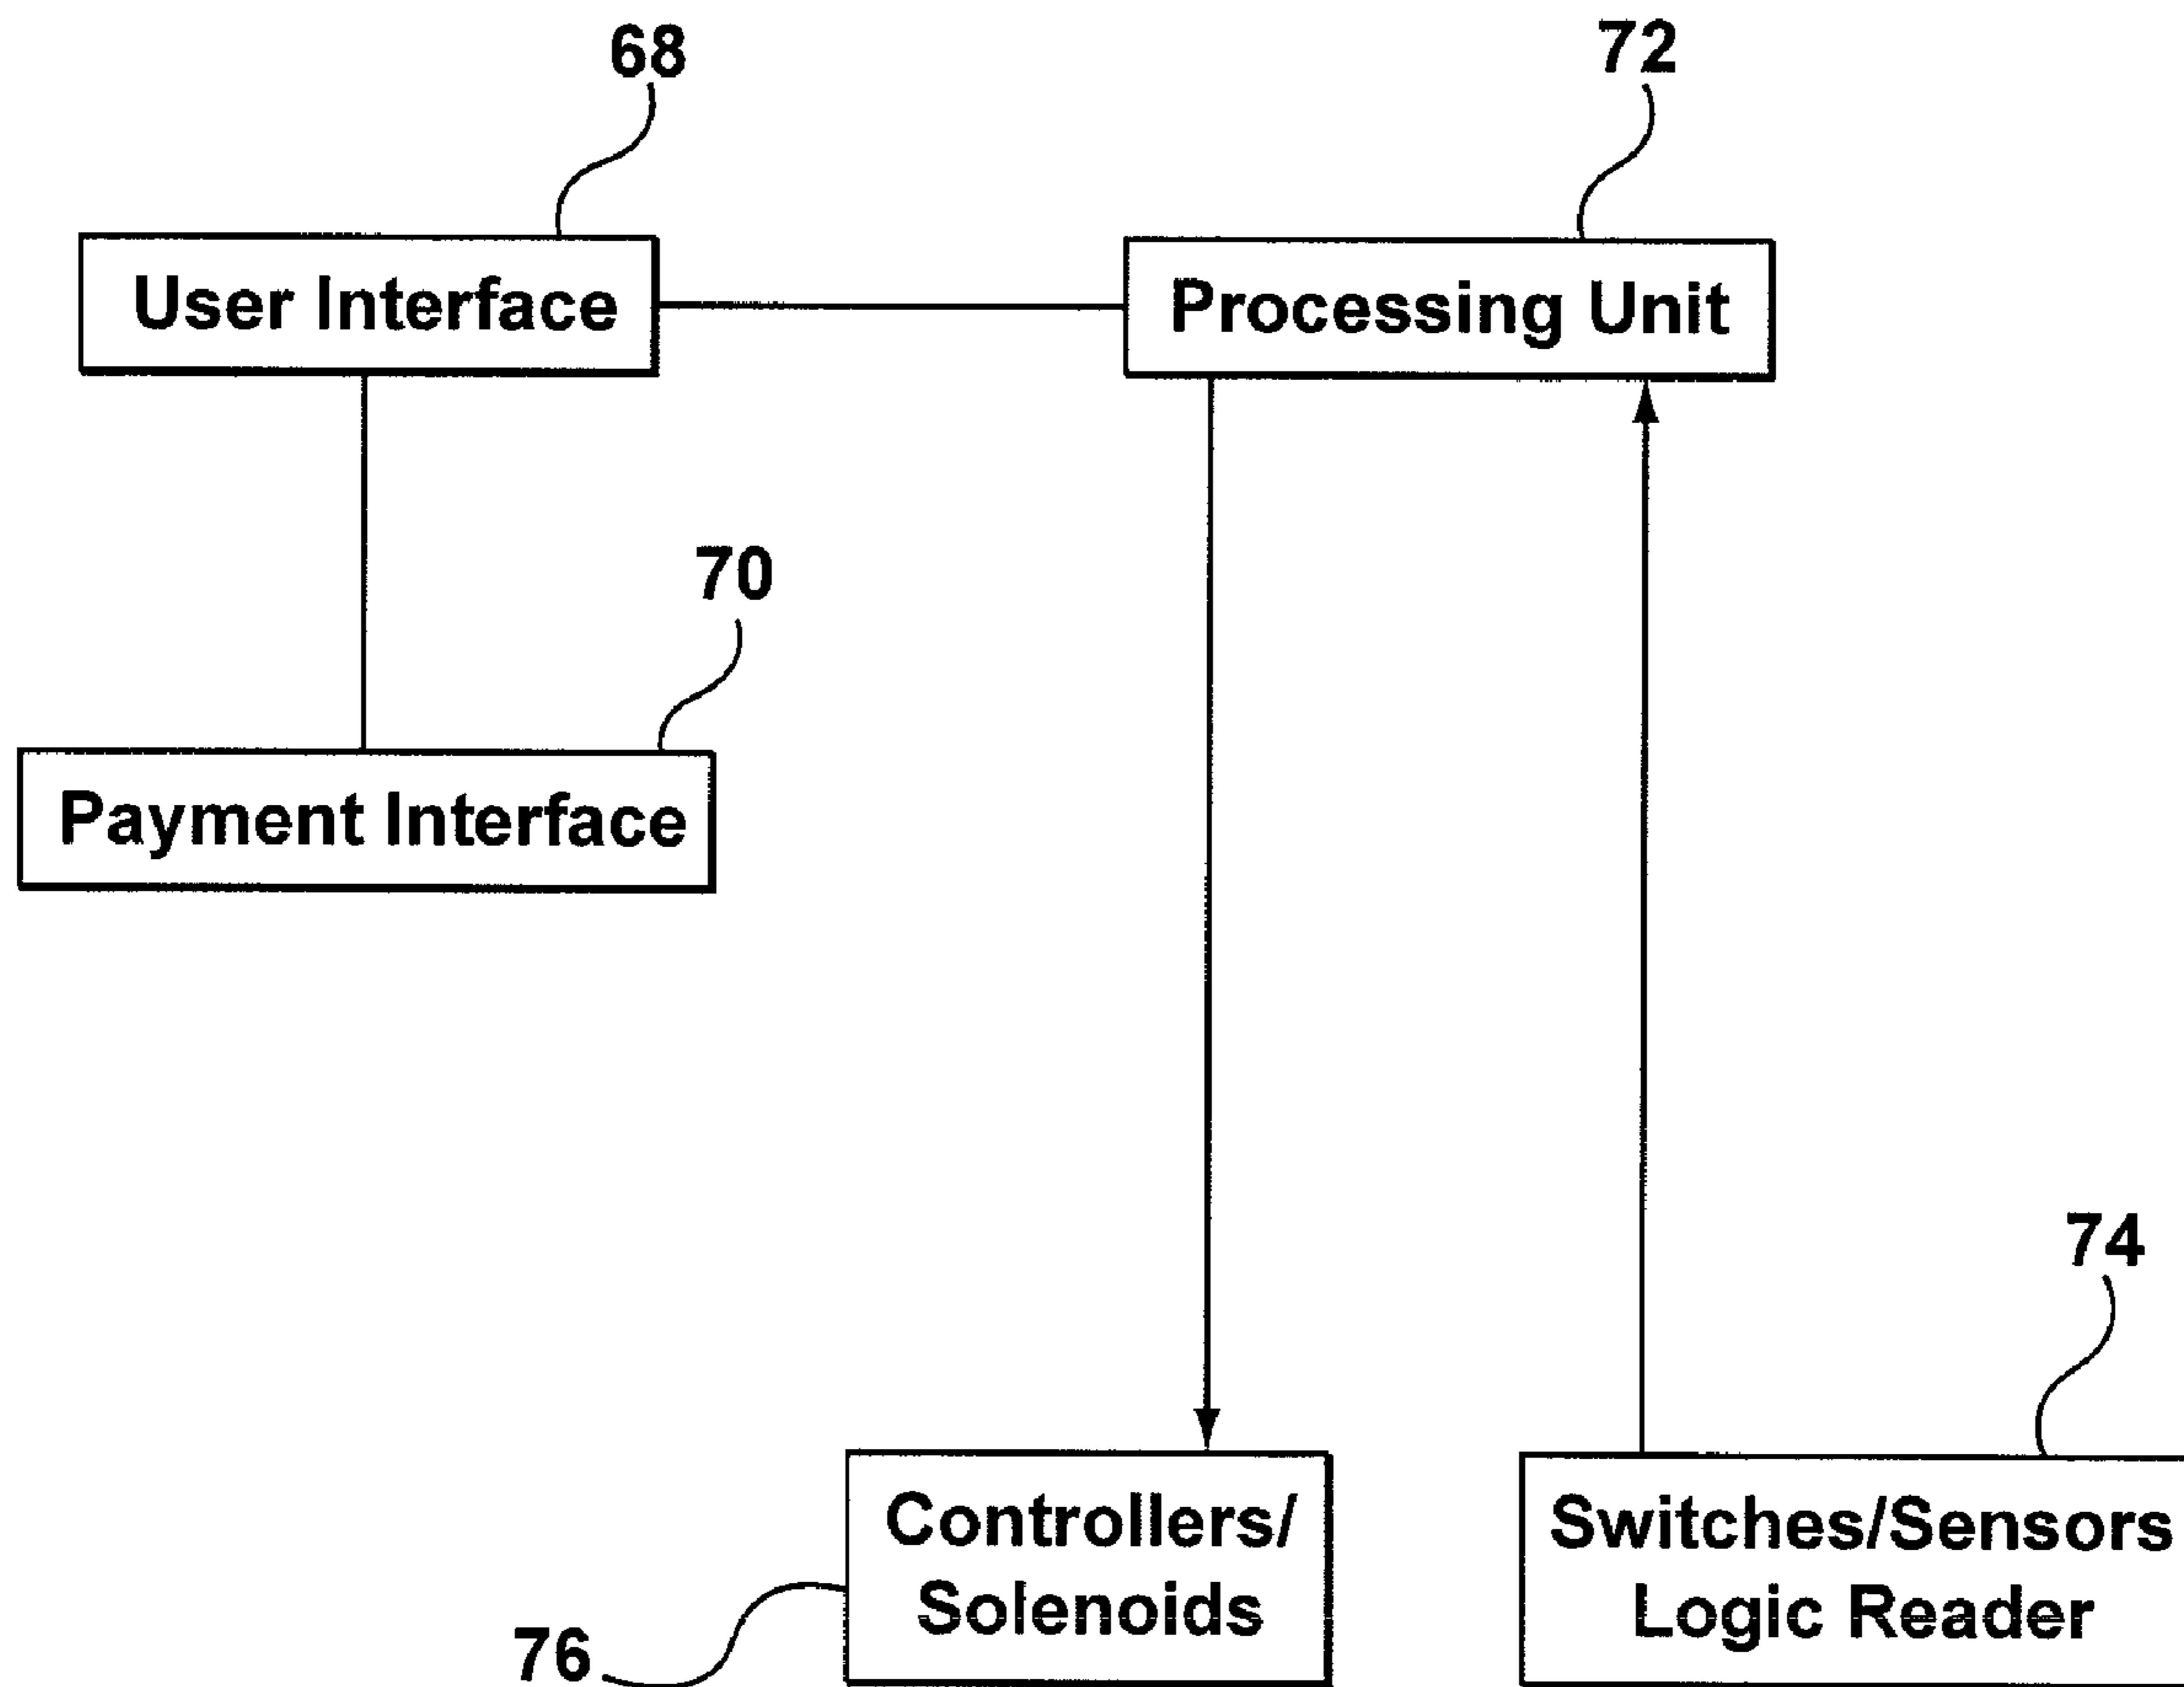 68
72
User Interface
Processing Unit
70
Payment Interface
74
Controllers/
Solenoids
Switches/Sensors
Logic Reader
76